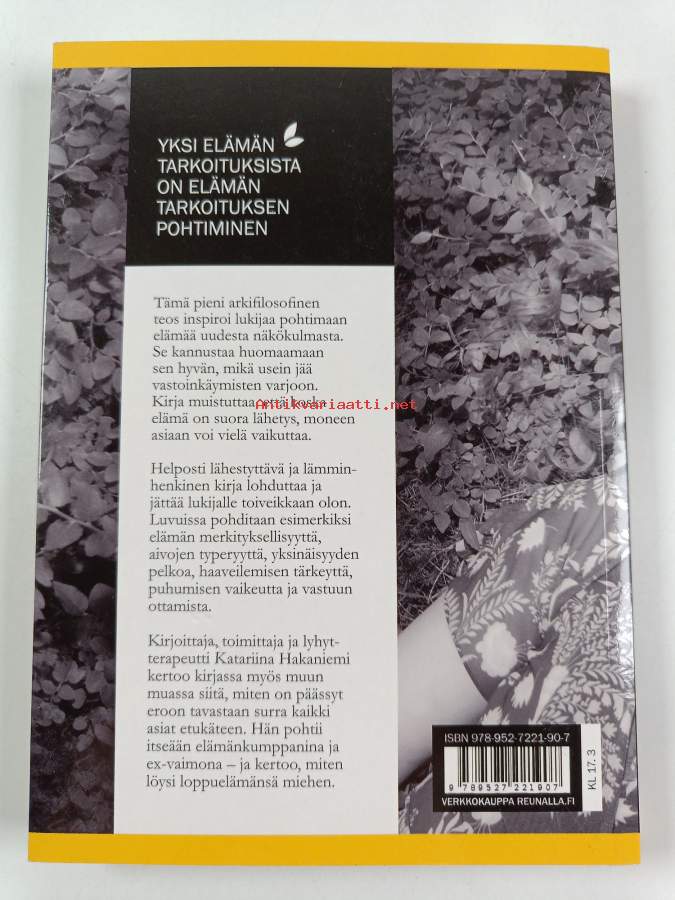 YKSI ELÄMÄN
TARKOITUKSISTA
ON ELÄMÄN
TARKOITUKSEN
POHTIMINEN
Tämä pieni arkifilosofinen
teos inspiroi lukijaa pohtimaan
elämää uudesta näkökulmasta.
Se kannustaa huomaamaan
sen hyvän, mikä usein jää
vastoinkäymisten varjoon.
Kirja muistuttaa, että koska
Antikvariaatti.net
elämä on suora lähetys, moneen
asiaan voi vielä vaikuttaa.
Helposti lähestyttävä ja lämmin-
henkinen kirja lohduttaa ja
jättää lukijalle toiveikkaan olon.
Luvuissa pohditaan esimerkiksi
elämän merkityksellisyyttä,
aivojen typeryyttä, yksinäisyyden
pelkoa, haaveilemisen tärkeyttä,
puhumisen vaikeutta ja vastuun
ottamista.
Kirjoittaja, toimittaja ja lyhyt-
terapeutti Katariina Hakaniemi
kertoo kirjassa myös muun
muassa siitä, miten on päässyt
eroon tavastaan surra kaikki
asiat etukäteen. Hän pohtii
itseään elämänkumppanina ja
ex-vaimona – ja kertoo, miten
löysi loppuelämänsä miehen.
ISBN 978-952-7221-90-7
9 789527 221907
VERKKOKAUPPA REUNALLA.FI
KL 17.3